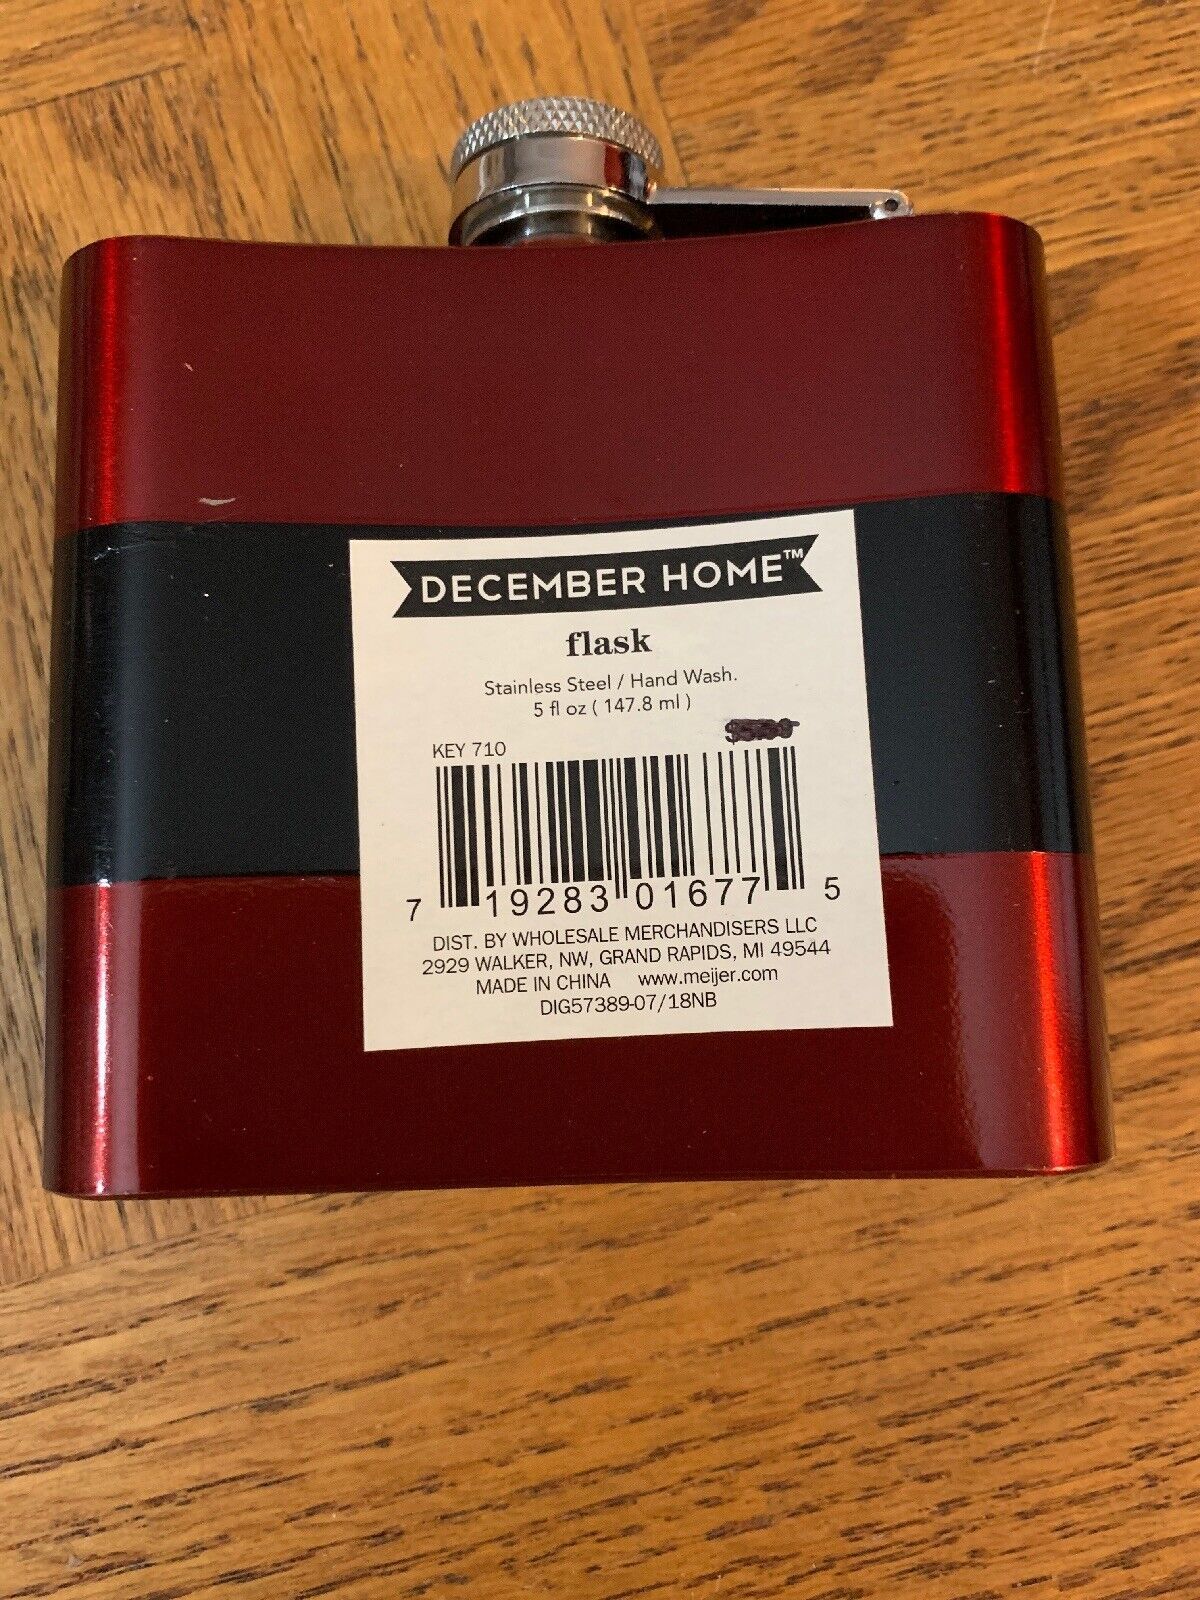 DECEMBER HOME™
flask
Stainless Steel / Hand Wash.
5 fl oz ( 147.8 ml )
KEY 710
7 19283 01677 5
DIST. BY WHOLESALE MERCHANDISERS LLC
2929 WALKER, NW, GRAND RAPIDS, MI 49544
MADE IN CHINA www.meijer.com
DIG57389-07/18NB